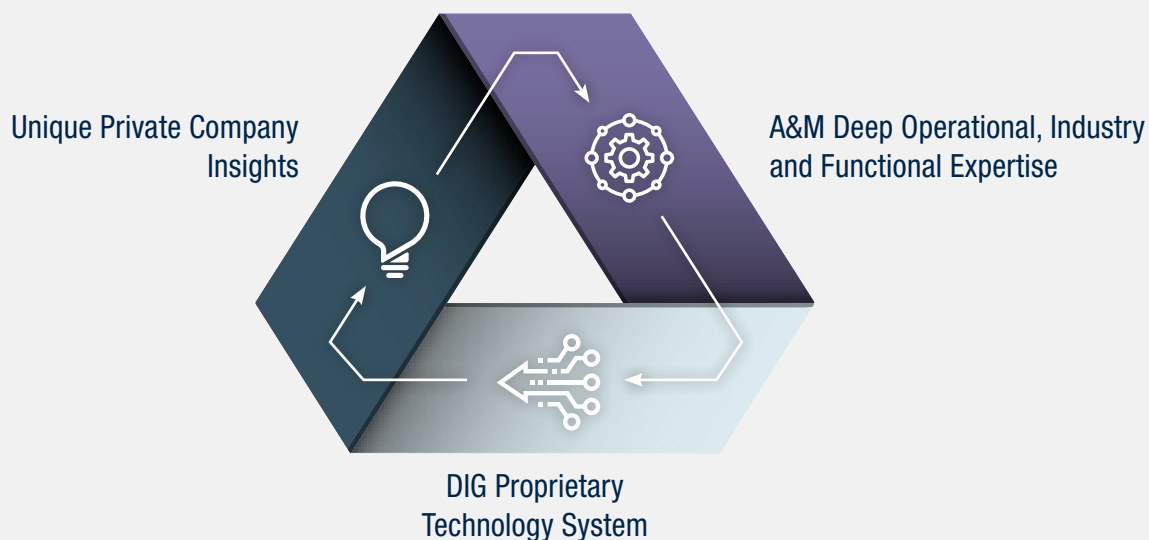 Unique Private Company
Insights
A&M Deep Operational, Industry
and Functional Expertise
DIG Proprietary
Technology System